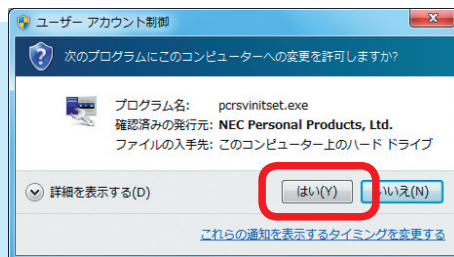 ユーザー アカウント制御
次のプログラムにこのコンピューターへの変更を許可しますか?
プログラム名: pcrsvinitset.exe
確認済みの発行元: NEC Personal Products, Ltd.
ファイルの入手先: このコンピューター上のハード ドライブ
詳細を表示する(D) はい(Y) いいえ(N)
これらの通知を表示するタイミングを変更する